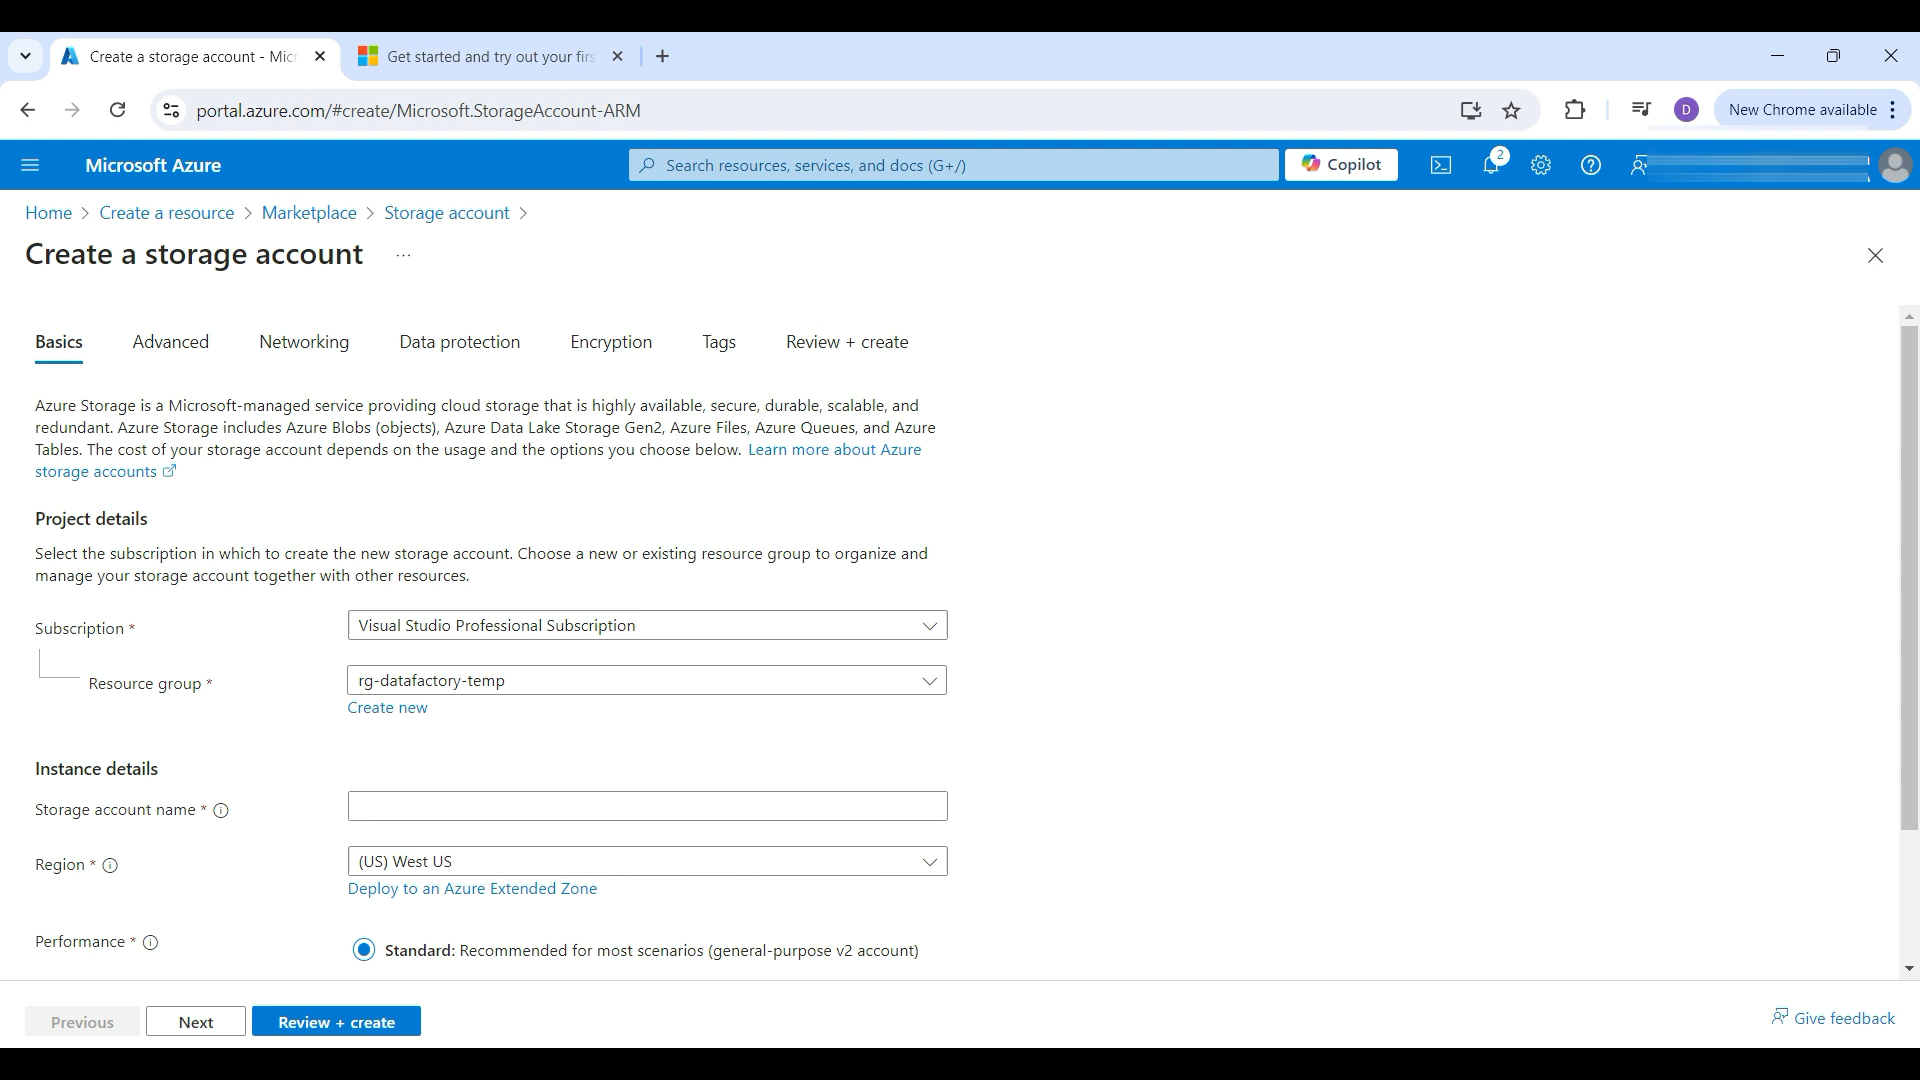 Create a storage account - Micr
Get started and try out your firs
portal.azure.com/#create/Microsoft.StorageAccount-ARM
D
New Chrome available
Microsoft Azure
Search resources, services, and docs (G+/)
Copilot
2
Home > Create a resource > Marketplace > Storage account >
Create a storage account ...
Basics
Advanced
Networking
Data protection
Encryption
Tags
Review + create
Azure Storage is a Microsoft-managed service providing cloud storage that is highly available, secure, durable, scalable, and
redundant. Azure Storage includes Azure Blobs (objects), Azure Data Lake Storage Gen2, Azure Files, Azure Queues, and Azure
Tables. The cost of your storage account depends on the usage and the options you choose below. Learn more about Azure
storage accounts
Project details
Select the subscription in which to create the new storage account. Choose a new or existing resource group to organize and
manage your storage account together with other resources.
Subscription *
Visual Studio Professional Subscription
Resource group *
rg-datafactory-temp
Create new
Instance details
Storage account name *
Region *
(US) West US
Deploy to an Azure Extended Zone
Performance *
Standard: Recommended for most scenarios (general-purpose v2 account)
Previous
Next
Review + create
Give feedback